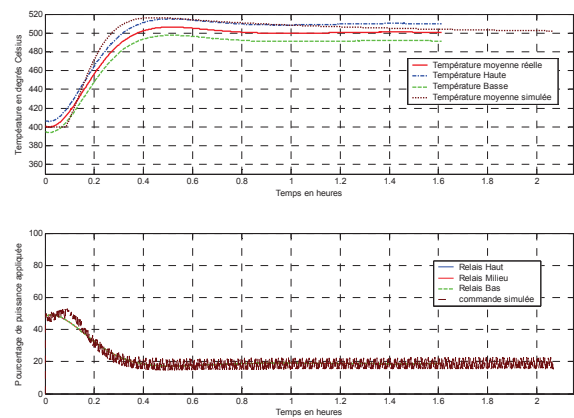 Température en degrés Celsius
520
500
480
460
440
420
400
380
360
Température moyenne réelle
Température Haute
Température Basse
Température moyenne simulée
0 0.2 0.4 0.6 0.8 1 1.2 1.4 1.6 1.8 2
Temps en heures
Pourcentage de puissance appliquée
100
80
60
40
20
0
Relais Haut
Relais Milieu
Relais Bas
commande simulée
0 0.2 0.4 0.6 0.8 1 1.2 1.4 1.6 1.8 2
Temps en heures